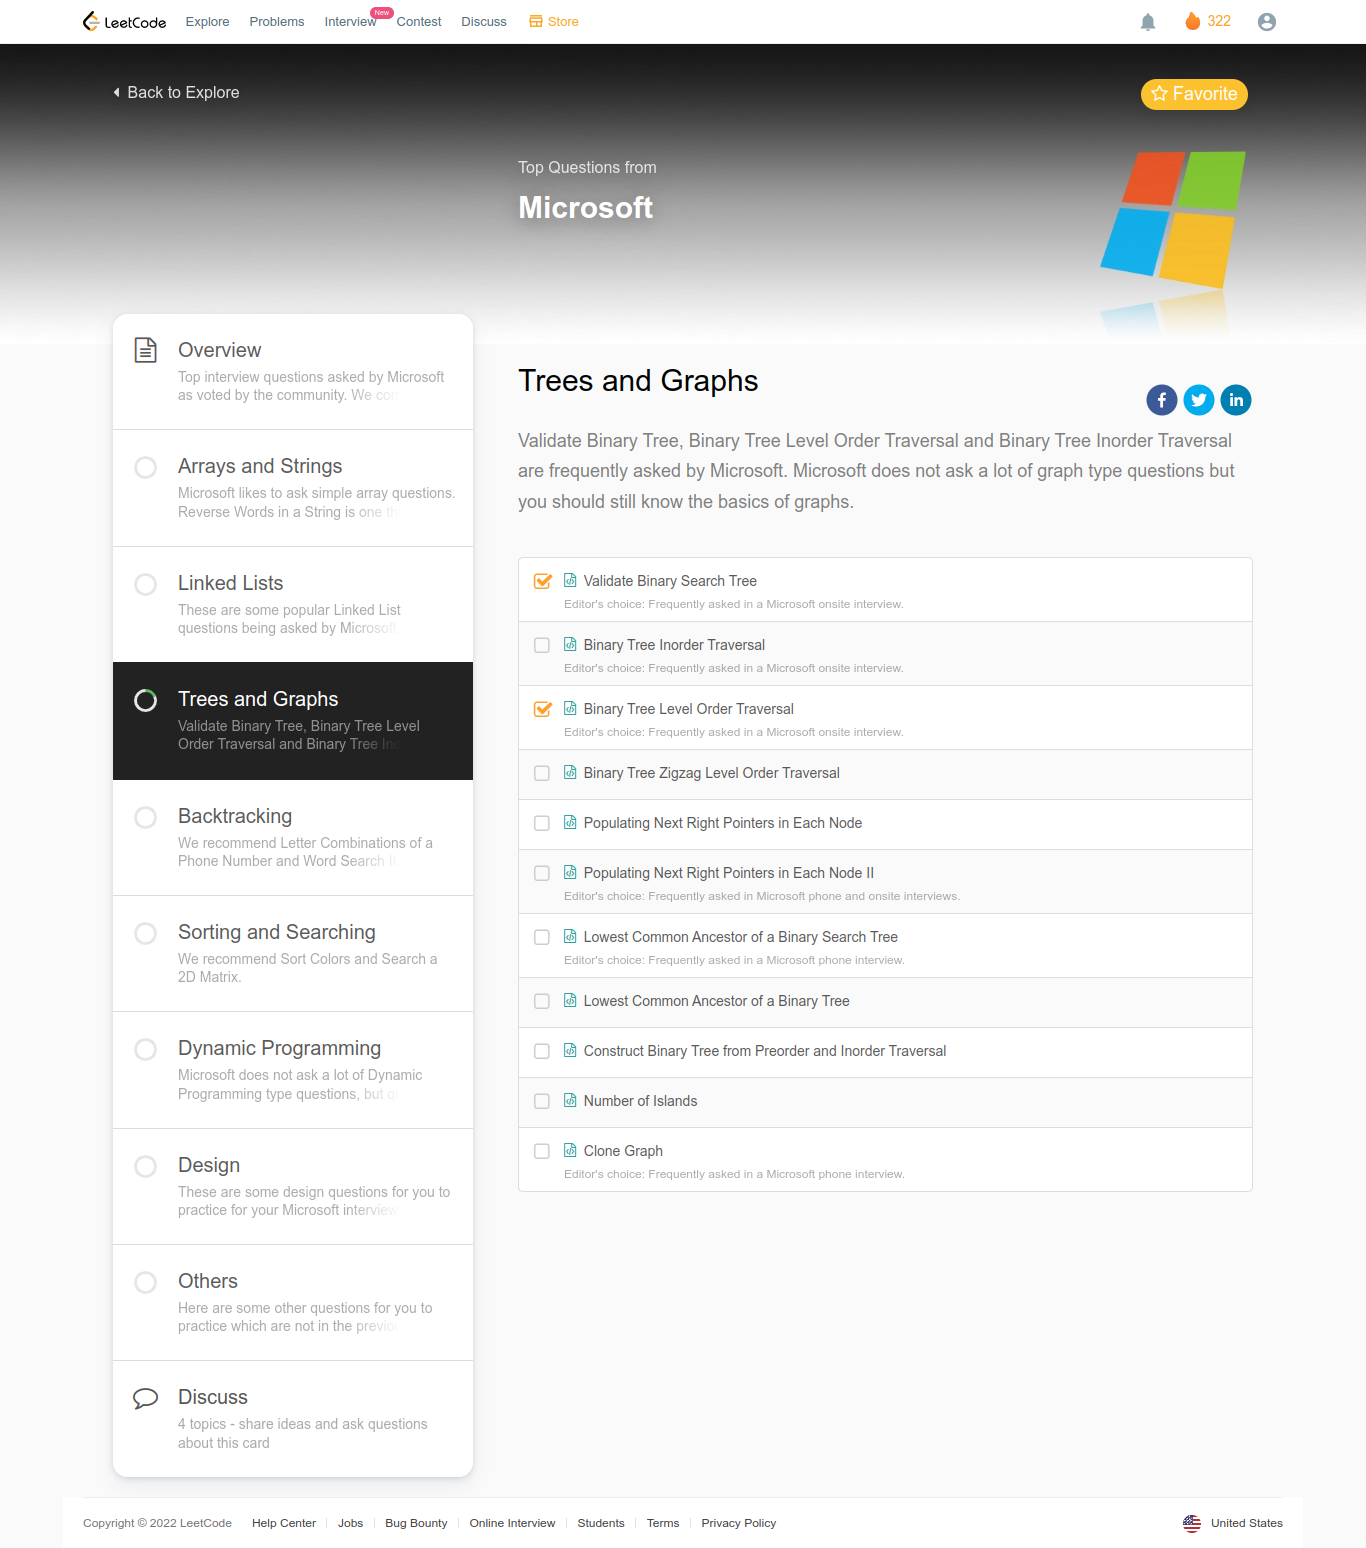 LeetCode Explore Problems Interview New Contest Discuss Store 322
Back to Explore
Favorite
Top Questions from
Microsoft
Overview
Top interview questions asked by Microsoft
as voted by the community. We con
Arrays and Strings
Microsoft likes to ask simple array questions.
Reverse Words in a String is one th
Linked Lists
These are some popular Linked List
questions being asked by Microsoft.
Trees and Graphs
Validate Binary Tree, Binary Tree Level
Order Traversal and Binary Tree Ino
Backtracking
We recommend Letter Combinations of a
Phone Number and Word Search II.
Sorting and Searching
We recommend Sort Colors and Search a
2D Matrix.
Dynamic Programming
Microsoft does not ask a lot of Dynamic
Programming type questions, but qu
Design
These are some design questions for you to
practice for your Microsoft interview
Others
Here are some other questions for you to
practice which are not in the previou
Discuss
4 topics - share ideas and ask questions
about this card
Trees and Graphs
Validate Binary Tree, Binary Tree Level Order Traversal and Binary Tree Inorder Traversal
are frequently asked by Microsoft. Microsoft does not ask a lot of graph type questions but
you should still know the basics of graphs.
Validate Binary Search Tree
Editor's choice: Frequently asked in a Microsoft onsite interview.
Binary Tree Inorder Traversal
Editor's choice: Frequently asked in a Microsoft onsite interview.
Binary Tree Level Order Traversal
Editor's choice: Frequently asked in a Microsoft onsite interview.
Binary Tree Zigzag Level Order Traversal
Populating Next Right Pointers in Each Node
Populating Next Right Pointers in Each Node II
Editor's choice: Frequently asked in Microsoft phone and onsite interviews.
Lowest Common Ancestor of a Binary Search Tree
Editor's choice: Frequently asked in a Microsoft phone interview.
Lowest Common Ancestor of a Binary Tree
Construct Binary Tree from Preorder and Inorder Traversal
Number of Islands
Clone Graph
Editor's choice: Frequently asked in a Microsoft phone interview.
Copyright © 2022 LeetCode Help Center Jobs Bug Bounty Online Interview Students Terms Privacy Policy United States